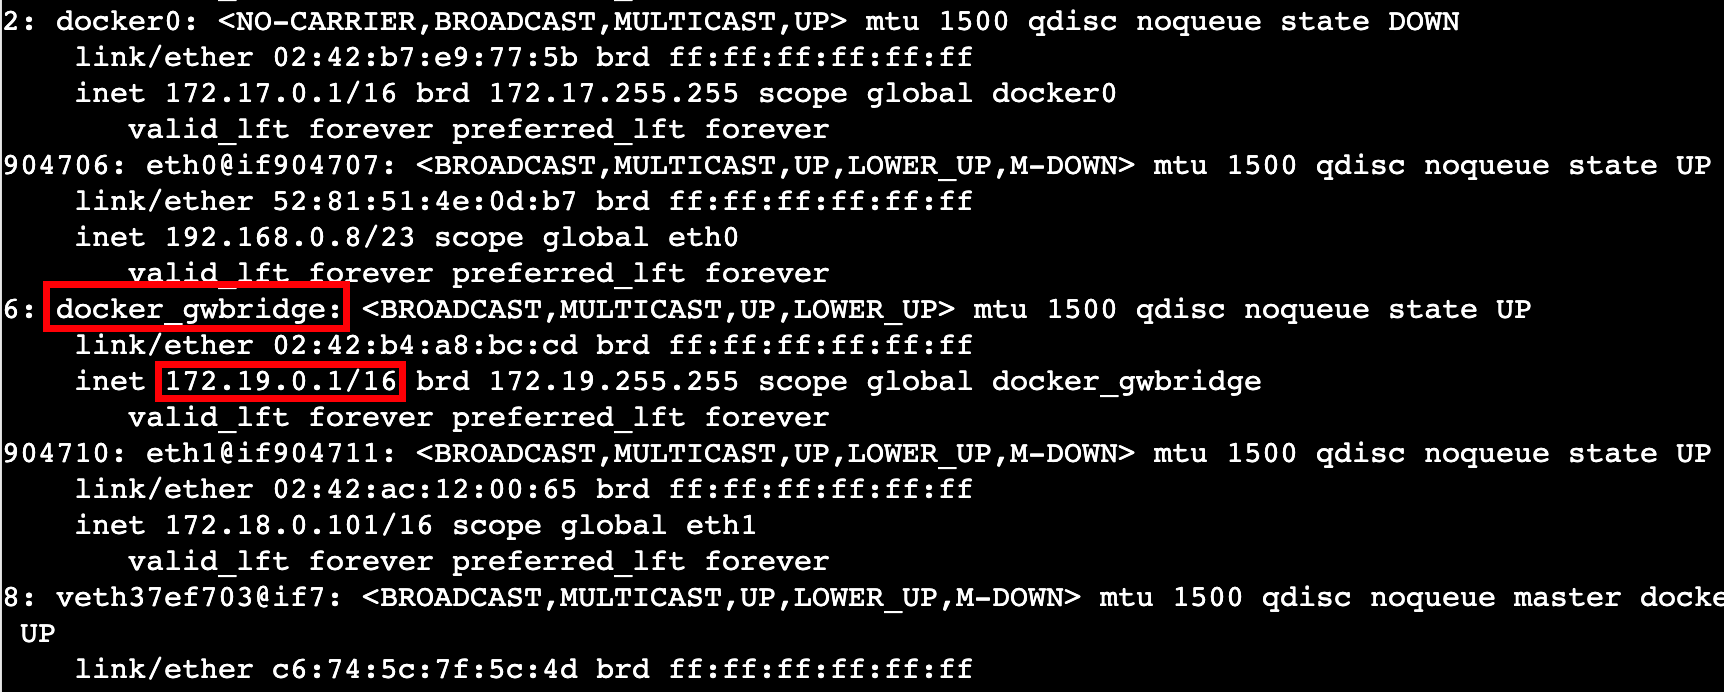 2: docker0: <NO-CARRIER,BROADCAST,MULTICAST,UP> mtu 1500 qdisc noqueue state DOWN
link/ether 02:42:b7:e9:77:5b brd ff:ff:ff:ff:ff:ff
inet 172.17.0.1/16 brd 172.17.255.255 scope global docker0
valid_lft forever preferred_lft forever
904706: eth0@if904707: <BROADCAST,MULTICAST,UP,LOWER_UP,M-DOWN> mtu 1500 qdisc noqueue state UP
link/ether 52:81:51:4e:0d:b7 brd ff:ff:ff:ff:ff:ff
inet 192.168.0.8/23 scope global eth0
valid_lft forever preferred_lft forever
6: docker_gwbridge: <BROADCAST,MULTICAST,UP,LOWER_UP> mtu 1500 qdisc noqueue state UP
link/ether 02:42:b4:a8:bc:cd brd ff:ff:ff:ff:ff:ff
inet 172.19.0.1/16 brd 172.19.255.255 scope global docker_gwbridge
valid_lft forever preferred_lft forever
904710: eth1@if904711: <BROADCAST,MULTICAST,UP,LOWER_UP,M-DOWN> mtu 1500 qdisc noqueue state UP
link/ether 02:42:ac:12:00:65 brd ff:ff:ff:ff:ff:ff
inet 172.18.0.101/16 scope global eth1
valid_lft forever preferred_lft forever
8: veth37ef703@if7: <BROADCAST,MULTICAST,UP,LOWER_UP,M-DOWN> mtu 1500 qdisc noqueue master docke
UP
link/ether c6:74:5c:7f:5c:4d brd ff:ff:ff:ff:ff:ff